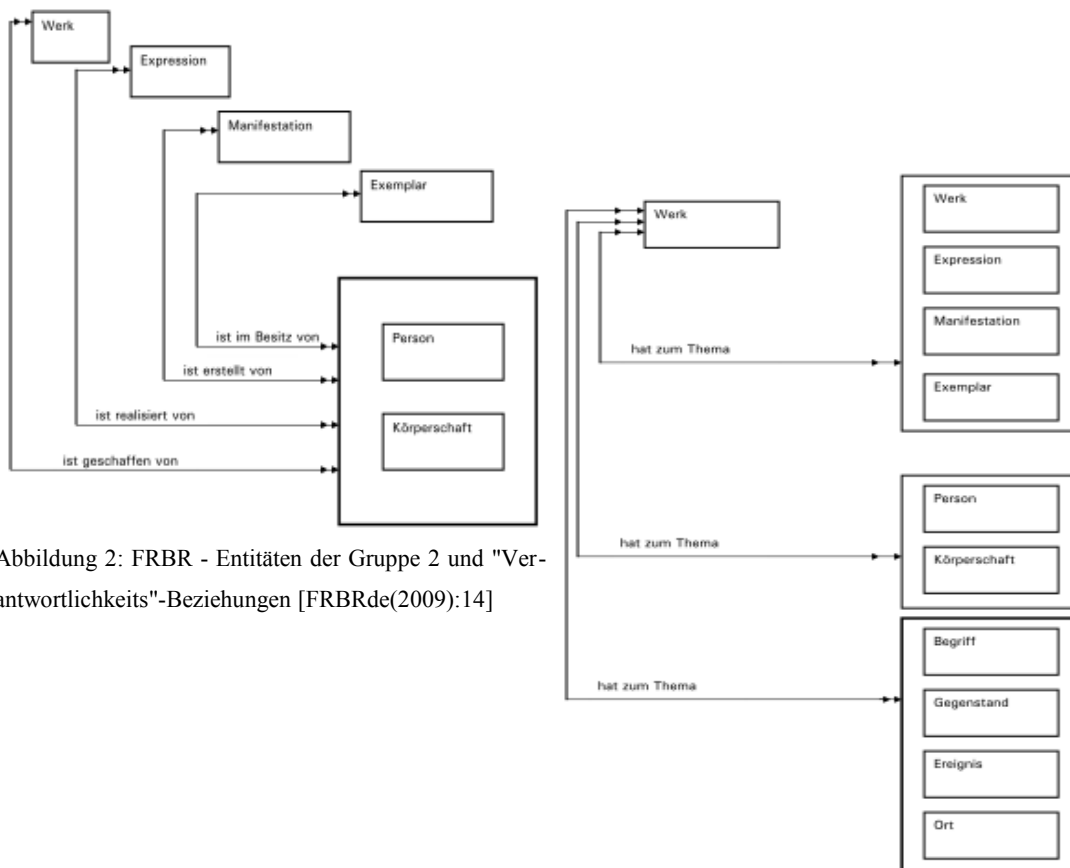 Werk
Expression
Manifestation
Exemplar
ist im Besitz von
ist erstellt von
ist realisiert von
ist geschaffen von
Person
Körperschaft
Abbildung 2: FRBR - Entitäten der Gruppe 2 und "Ver-
antwortlichkeits"-Beziehungen [FRBRde(2009):14]
Werk
hat zum Thema
Werk
Expression
Manifestation
Exemplar
hat zum Thema
Person
Körperschaft
hat zum Thema
Begriff
Gegenstand
Ereignis
Ort